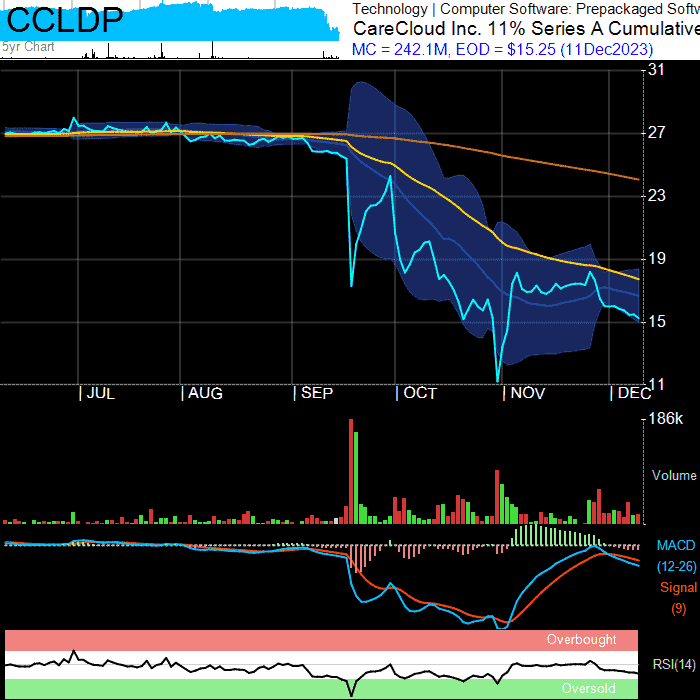 CCLDP
5yr Chart
Technology | Computer Software: Prepackaged Softw
CareCloud Inc. 11% Series A Cumulative
MC = 242.1M, EOD = $15.25 (11Dec2023)
31
27
23
19
15
11
| JUL | AUG | SEP | OCT | NOV | DEC
186k
Volume
MACD
(12-26)
Signal
(9)
Overbought
RSI(14)
Oversold